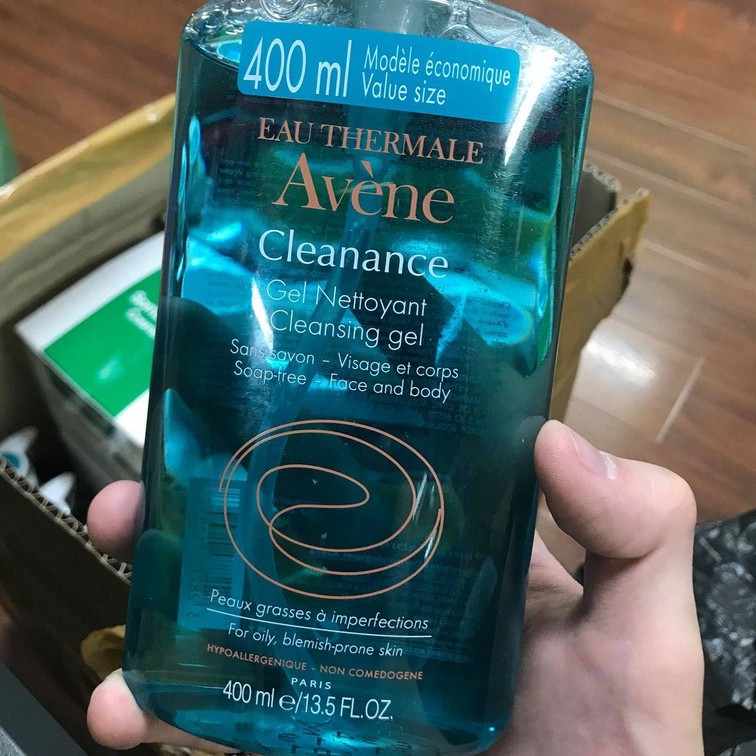 400 ml Modèle économique
Value size
EAU THERMALE
Avène
Cleanance
Gel Nettoyant
Cleansing gel
Sans savon - Visage et corps
Soap-free - Face and body
Peaux grasses à imperfections
For oily, blemish-prone skin
HYPOALLERGENIQUE - NON COMEDOGENE
PARIS
400 ml e/13.5 FL.OZ.